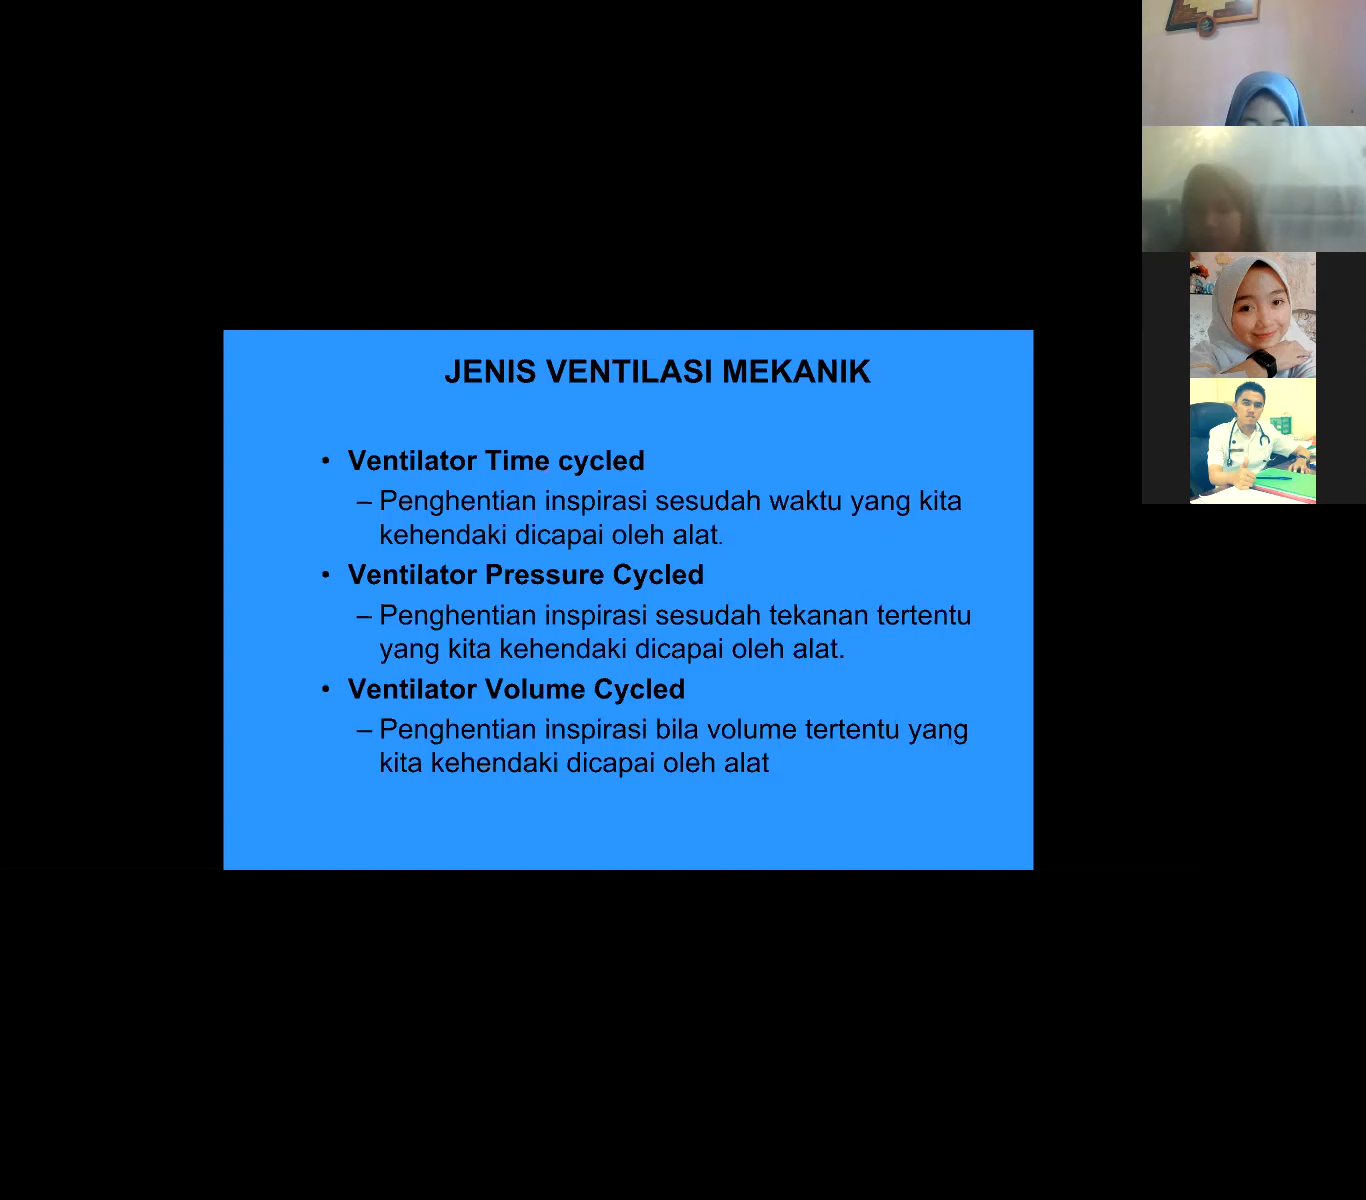 JENIS VENTILASI MEKANIK
• Ventilator Time cycled
– Penghentian inspirasi sesudah waktu yang kita
kehendaki dicapai oleh alat.
• Ventilator Pressure Cycled
– Penghentian inspirasi sesudah tekanan tertentu
yang kita kehendaki dicapai oleh alat.
• Ventilator Volume Cycled
– Penghentian inspirasi bila volume tertentu yang
kita kehendaki dicapai oleh alat